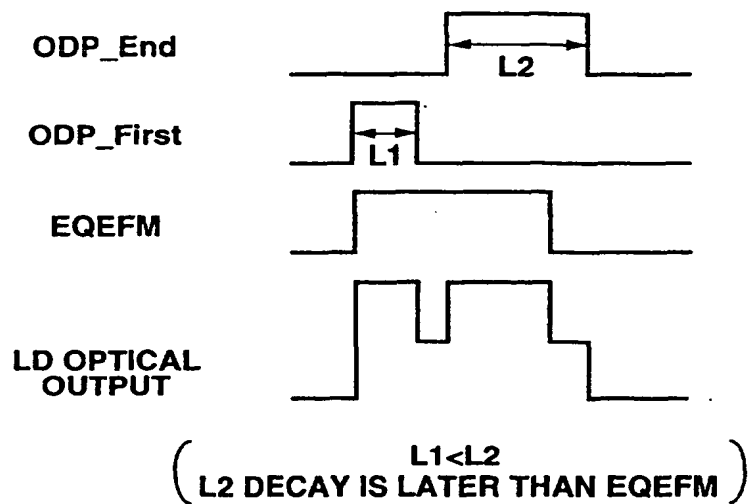 ODP_End
L2
ODP_First
L1
EQEFM
LD OPTICAL
OUTPUT
L1<L2
L2 DECAY IS LATER THAN EQEFM